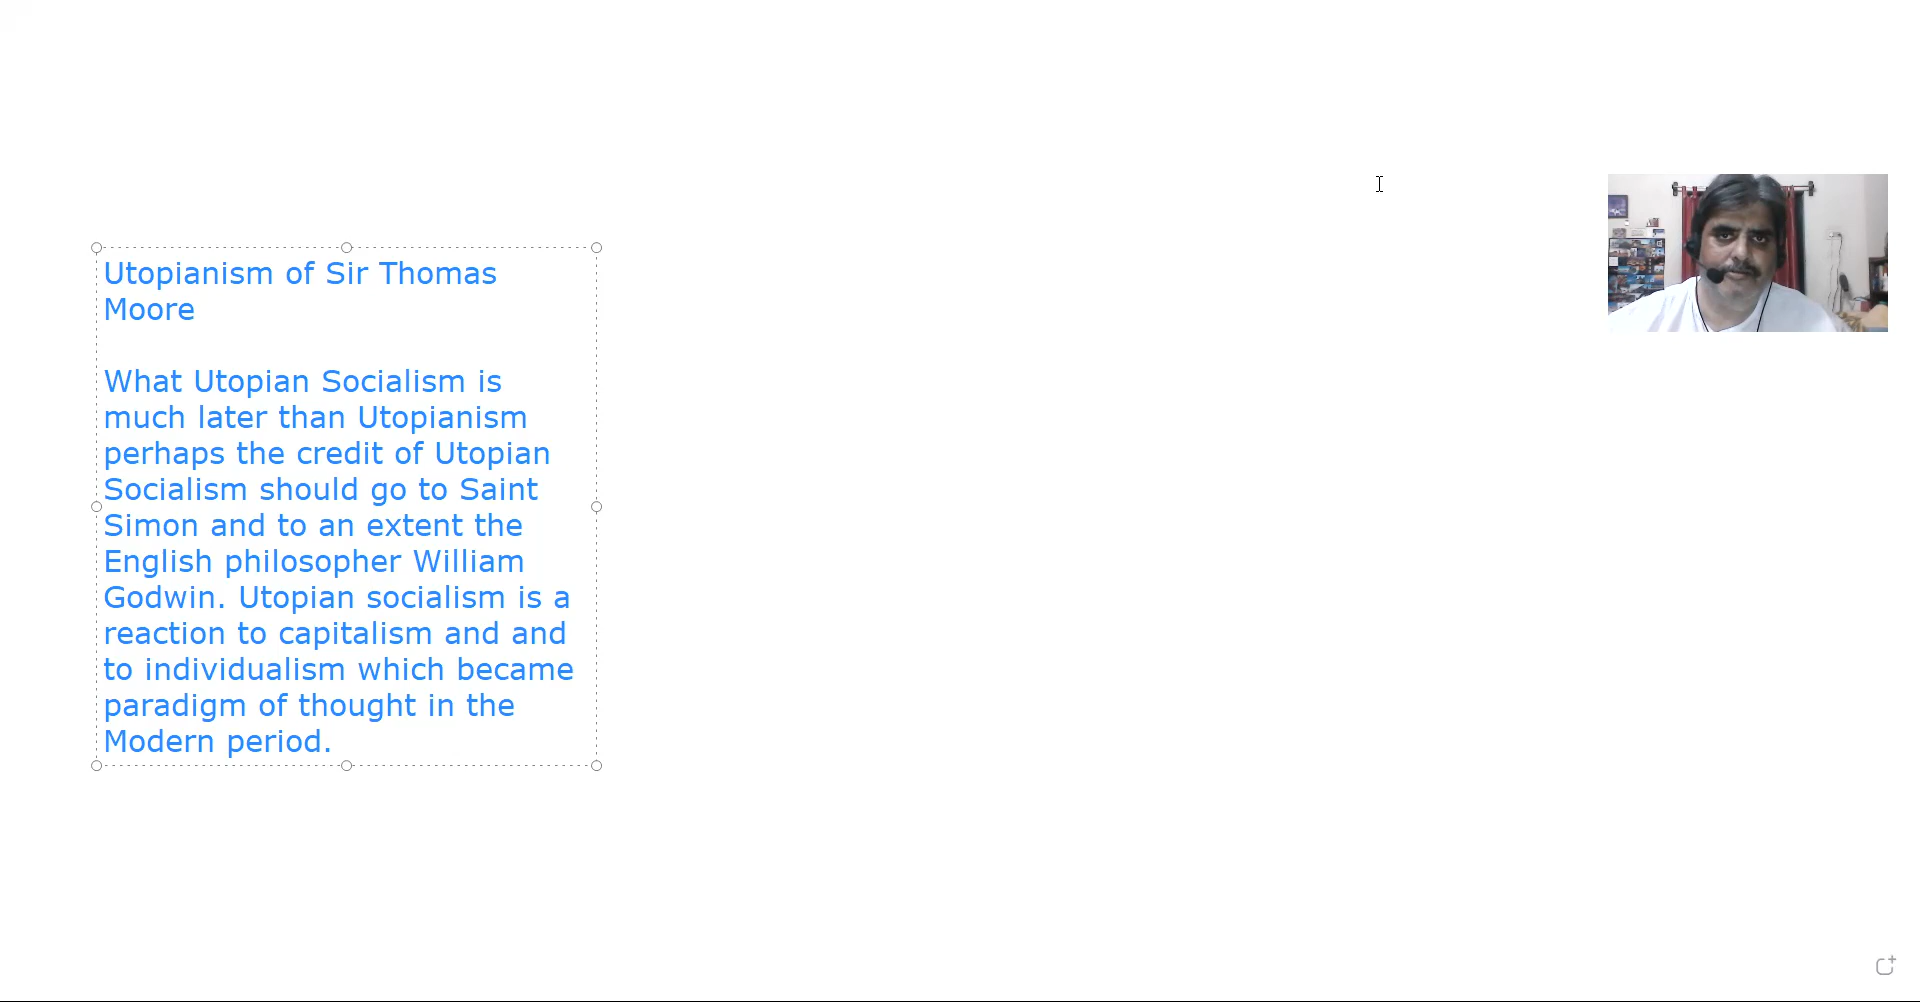 Utopianism of Sir Thomas
Moore
What Utopian Socialism is
much later than Utopianism
perhaps the credit of Utopian
Socialism should go to Saint
Simon and to an extent the
English philosopher William
Godwin. Utopian socialism is a
reaction to capitalism and and
to individualism which became
paradigm of thought in the
Modern period.